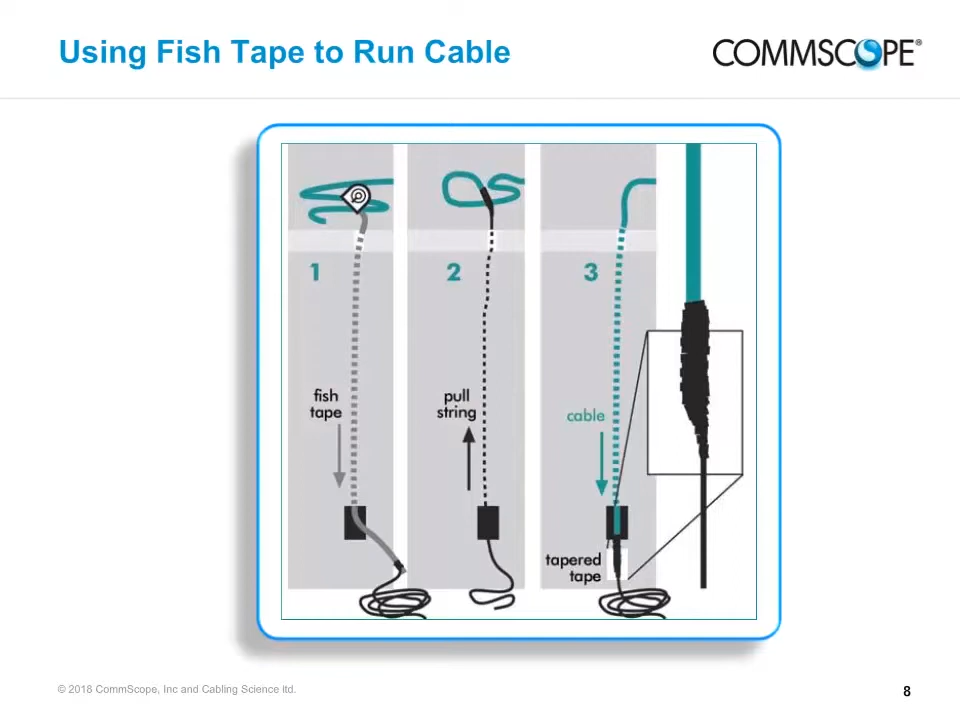 Using Fish Tape to Run Cable
COMMSCOPE®
1
2
3
fish
tape
pull
string
cable
tapered
tape
© 2018 CommScope, Inc and Cabling Science ltd.
8